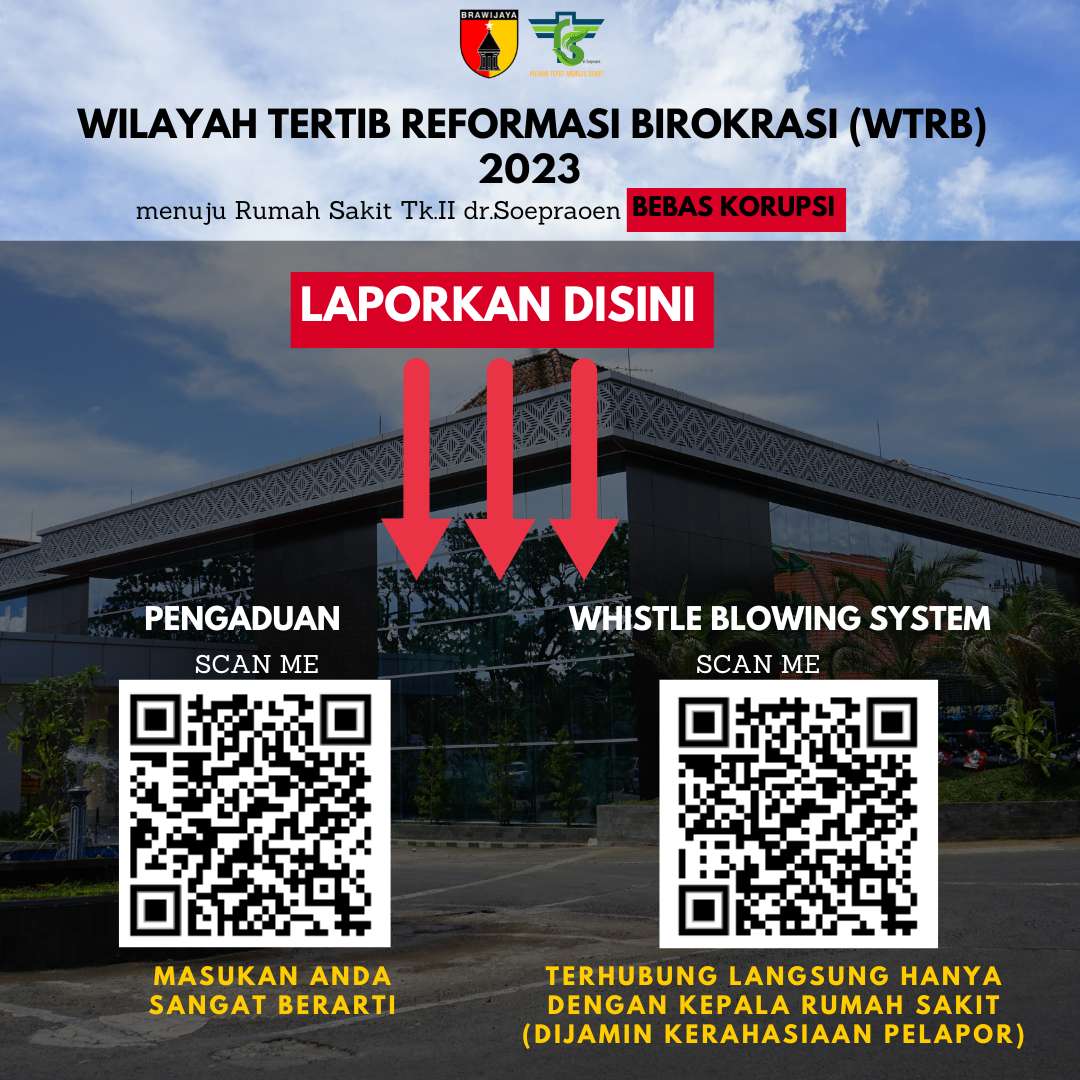 BRAWIJAYA
WILAYAH TERTIB REFORMASI BIROKRASI (WTRB)
2023
menuju Rumah Sakit Tk.II dr.Soepraoen BEBAS KORUPSI
LAPORKAN DISINI
PENGADUAN
SCAN ME
MASUKAN ANDA
SANGAT BERARTI
WHISTLE BLOWING SYSTEM
SCAN ME
TERHUBUNG LANGSUNG HANYA
DENGAN KEPALA RUMAH SAKIT
(DIJAMIN KERAHASIAAN PELAPOR)